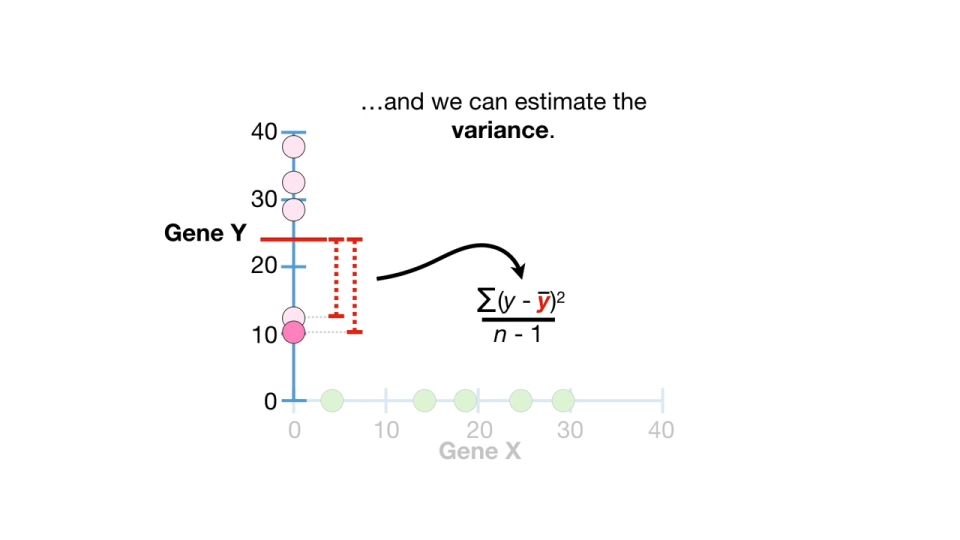 …and we can estimate the
variance.
40
30
Gene Y
20
10
0
∑(y - y̅)²
n - 1
0 10 20 30 40
Gene X